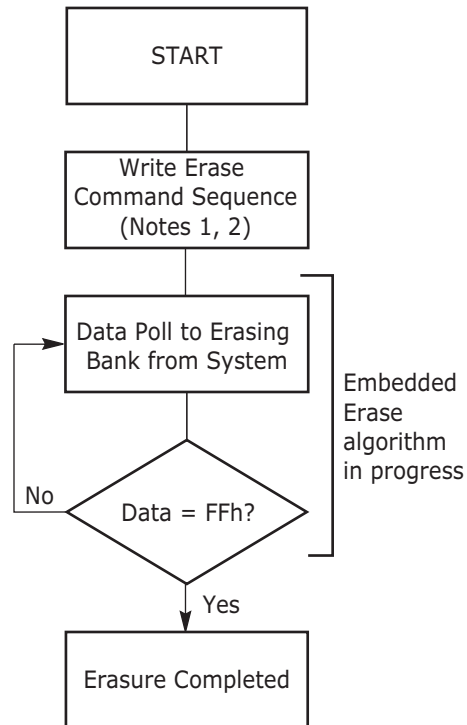 START
Write Erase
Command Sequence
(Notes 1, 2)
Data Poll to Erasing
Bank from System
Embedded
Erase
algorithm
in progress
No
Data = FFh?
Yes
Erasure Completed